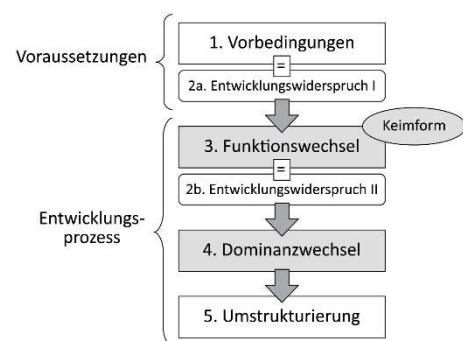 Voraussetzungen
1. Vorbedingungen
=
2a. Entwicklungswiderspruch I
Keimform
3. Funktionswechsel
=
2b. Entwicklungswiderspruch II
Entwicklungs-
prozess
4. Dominanzwechsel
5. Umstrukturierung